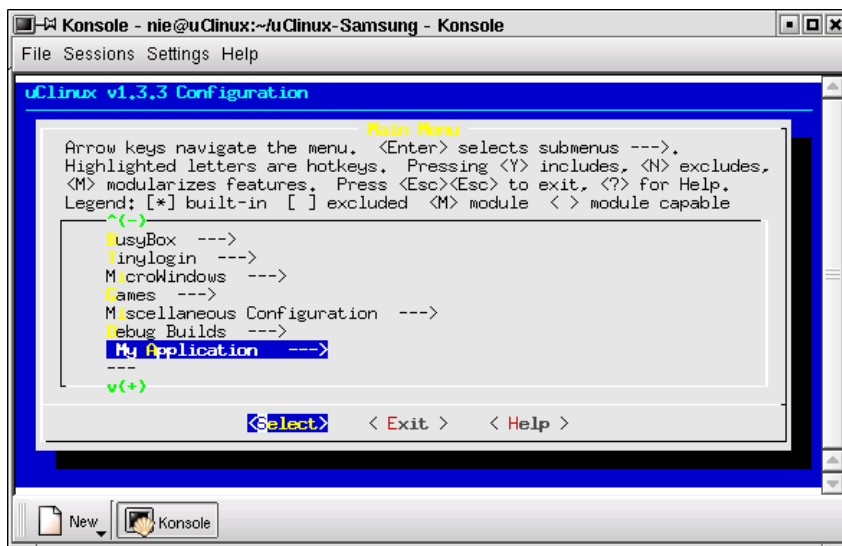 Konsole - nie@uClinux:~/uClinux-Samsung - Konsole
File Sessions Settings Help
uClinux v1.3.3 Configuration
Main Menu
Arrow keys navigate the menu. <Enter> selects submenus --->.
Highlighted letters are hotkeys. Pressing <Y> includes, <N> excludes,
<M> modularizes features. Press <Esc><Esc> to exit, <?> for Help.
Legend: [*] built-in [ ] excluded <M> module < > module capable
^(-)
BusyBox --->
Tinylogin --->
MicroWindows --->
Games --->
Miscellaneous Configuration --->
Debug Builds --->
My Application --->
---
v(+)
<Select> < Exit > < Help >
New Konsole